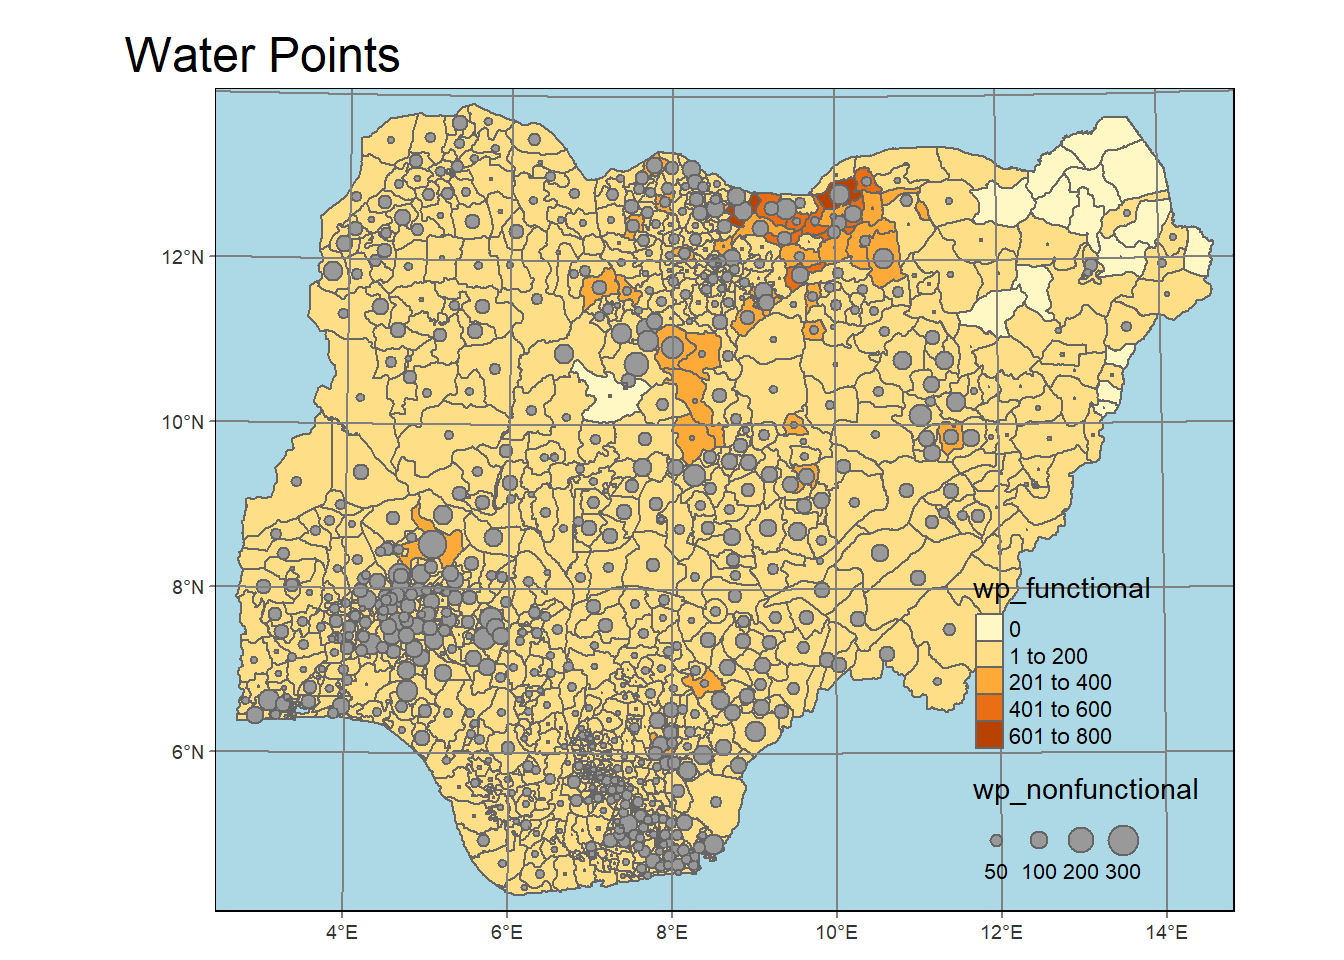 Water Points
12°N
10°N
8°N
6°N
wp_functional
0
1 to 200
201 to 400
401 to 600
601 to 800
wp_nonfunctional
50 100 200 300
4°E 6°E 8°E 10°E 12°E 14°E